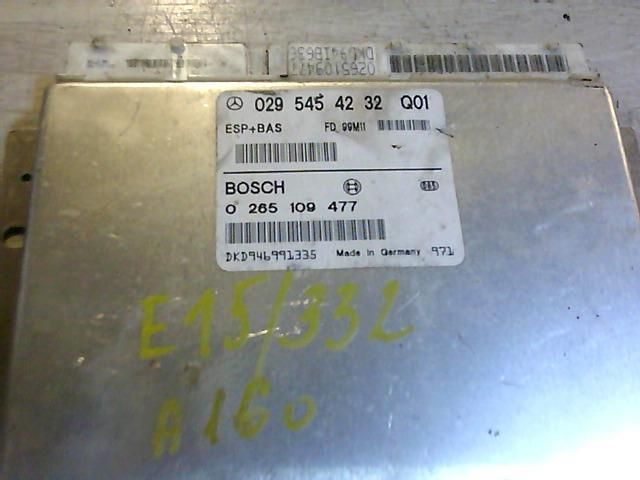 0265109477
029 545 42 32 Q01
ESP+BAS FD 99M11
BOSCH
0 265 109 477
DKD946991335 Made in Germany 971
E15/332
A160